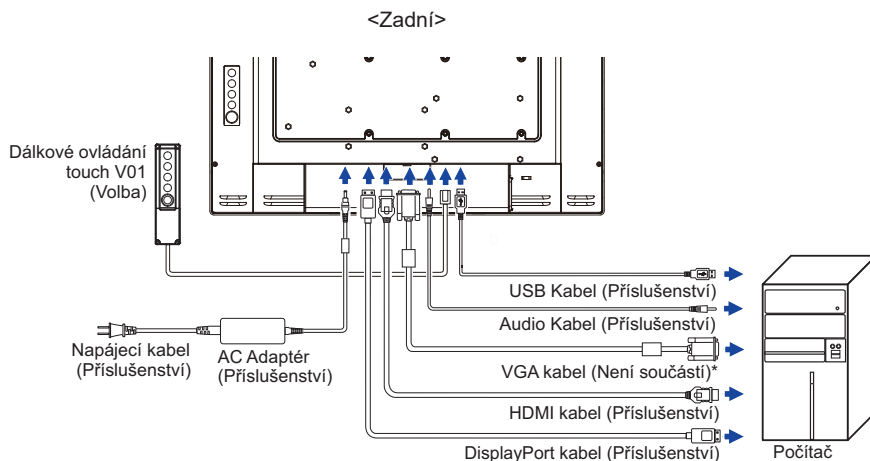 <Zadní>
Dálkové ovládání
touch V01
(Volba)
USB Kabel (Příslušenství)
Audio Kabel (Příslušenství)
Napájecí kabel
(Příslušenství)
AC Adaptér
(Příslušenství)
VGA kabel (Není součástí)*
HDMI kabel (Příslušenství)
DisplayPort kabel (Příslušenství)
Počítač